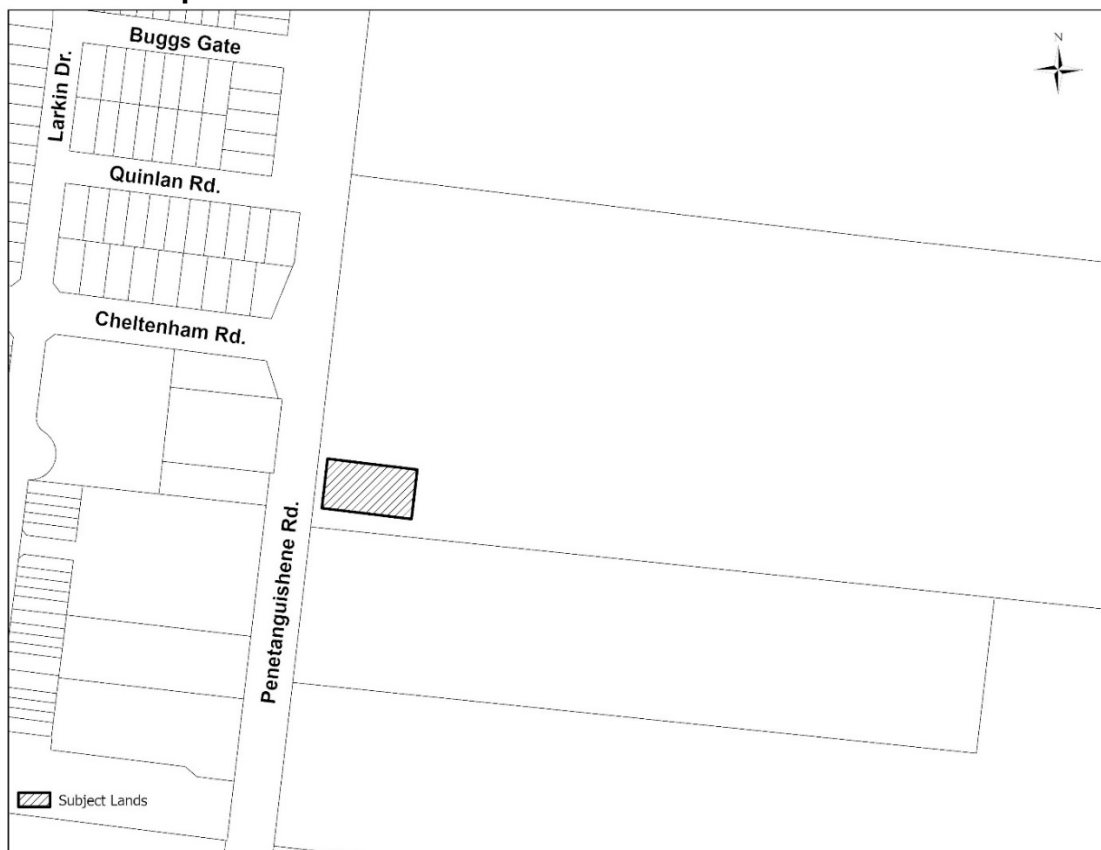 Buggs Gate
N
Larkin Dr.
Quinlan Rd.
Cheltenham Rd.
Penetanguishene Rd.
Subject Lands